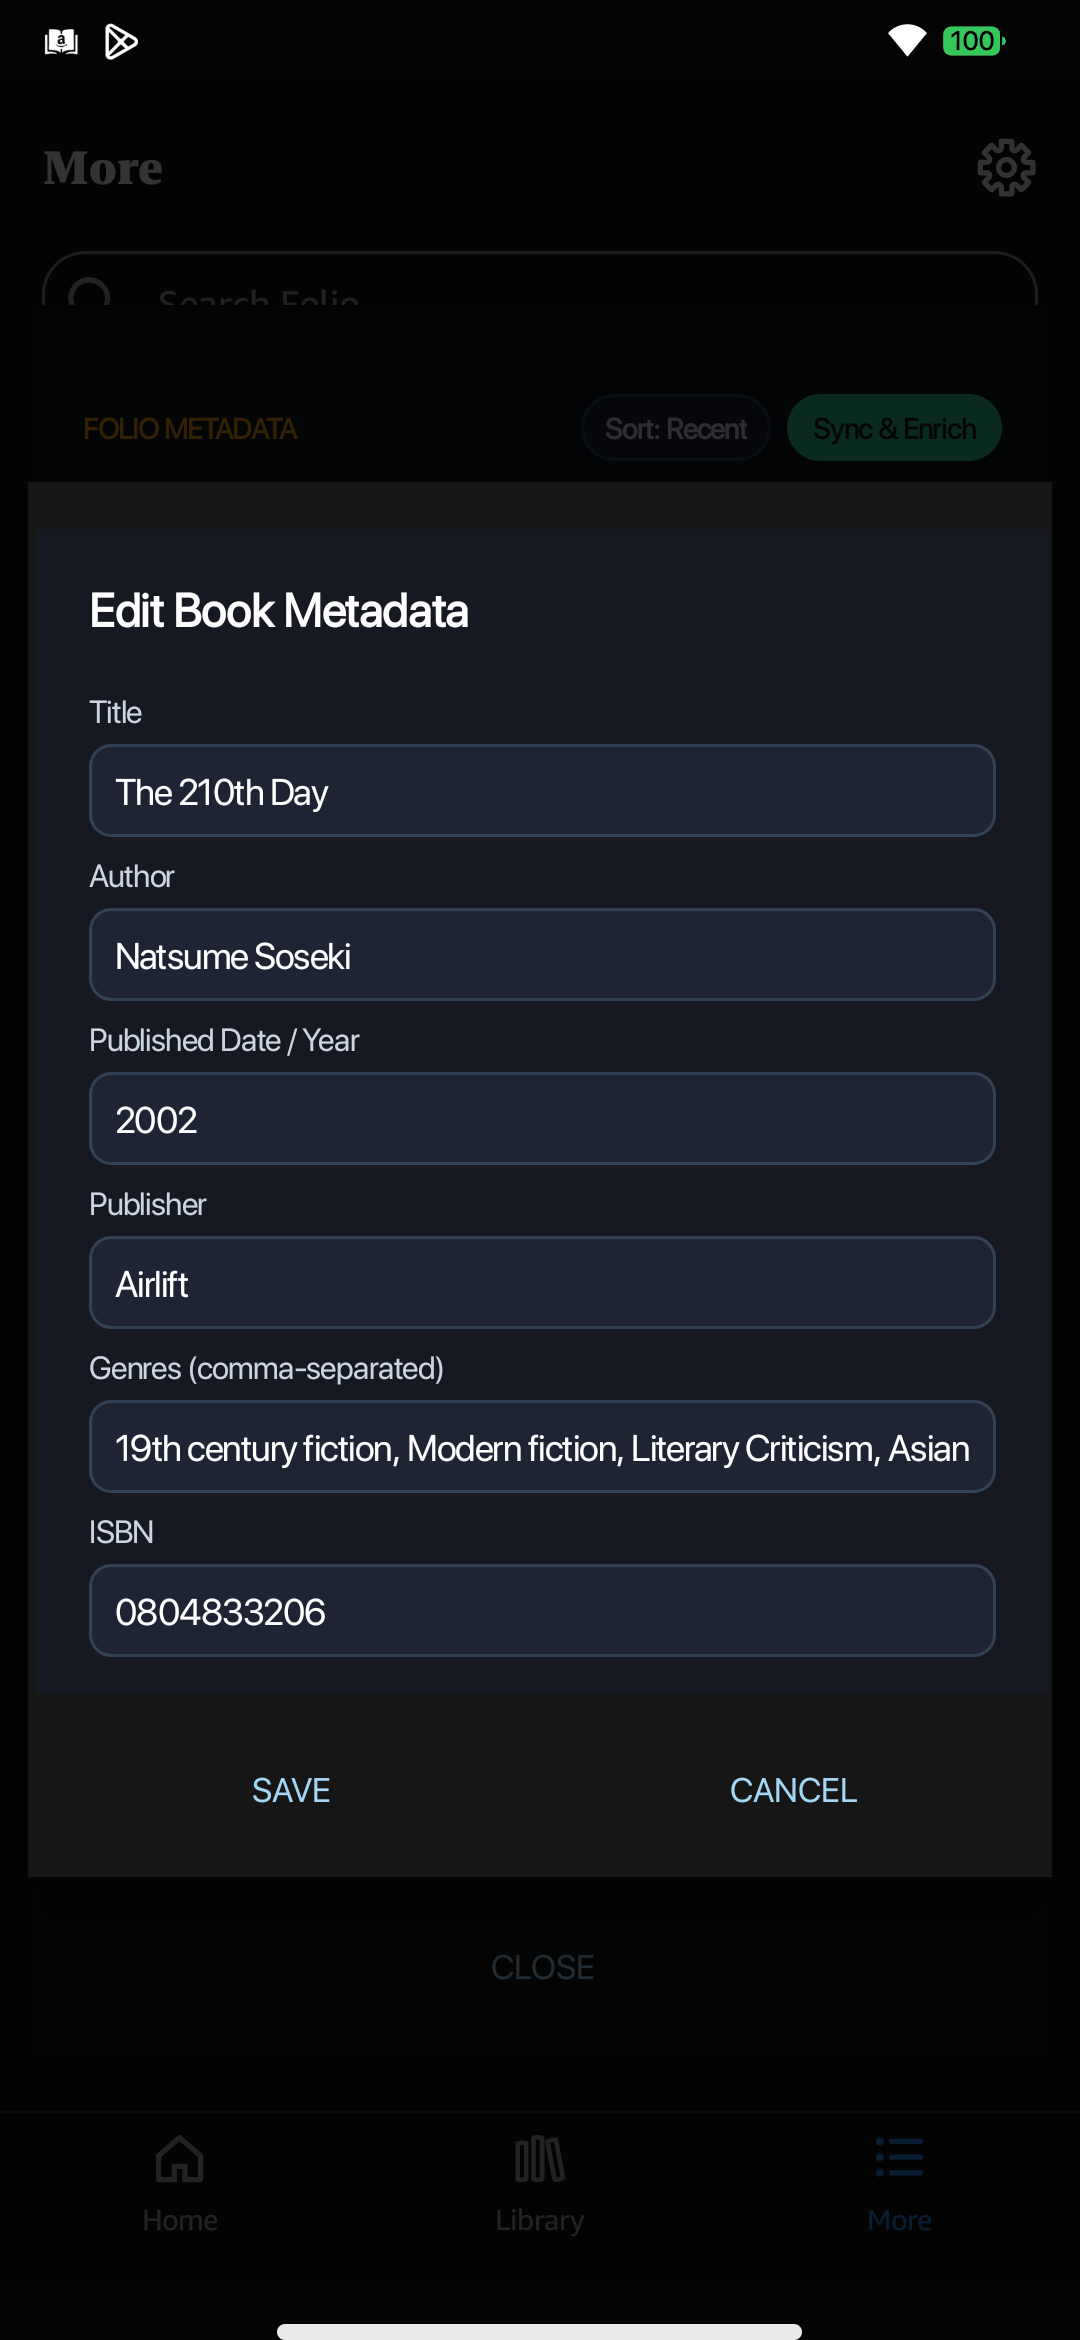 100
More
Search Folio
FOLIO METADATA
Sort: Recent
Sync & Enrich
Edit Book Metadata
Title
The 210th Day
Author
Natsume Soseki
Published Date / Year
2002
Publisher
Airlift
Genres (comma-separated)
19th century fiction, Modern fiction, Literary Criticism, Asian
ISBN
0804833206
SAVE
CANCEL
CLOSE
Home
Library
More